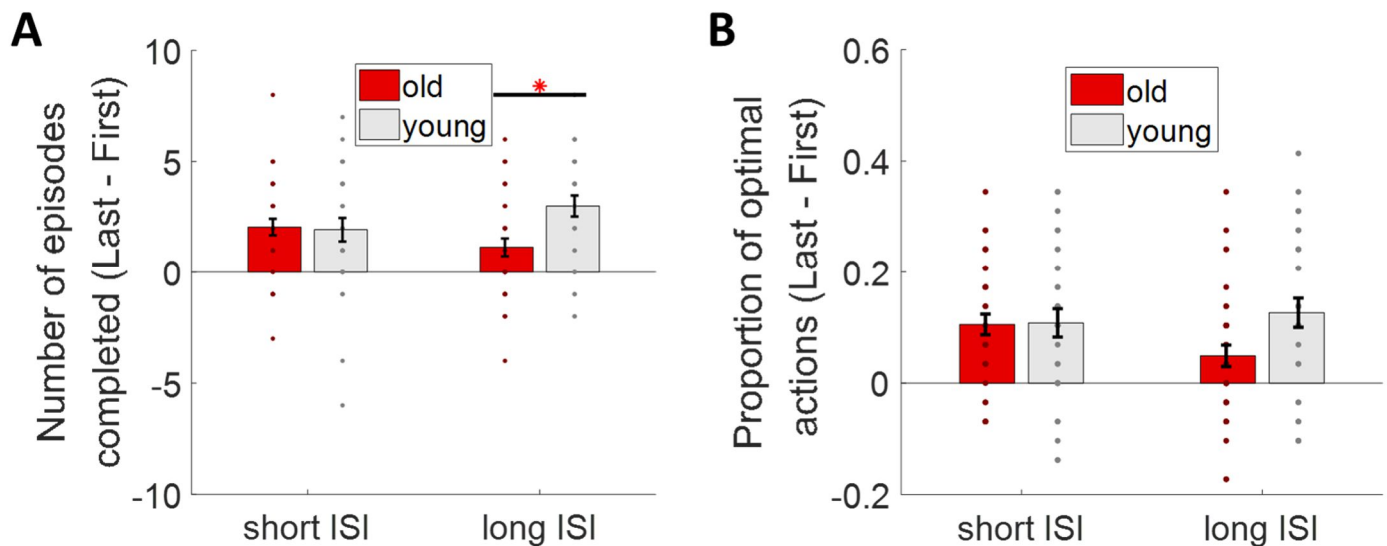 A
Number of episodes
completed (Last - First)
10
5
0
-5
-10
old
young
*
short ISI
long ISI
B
Proportion of optimal
actions (Last - First)
0.6
0.4
0.2
0
-0.2
old
young
short ISI
long ISI